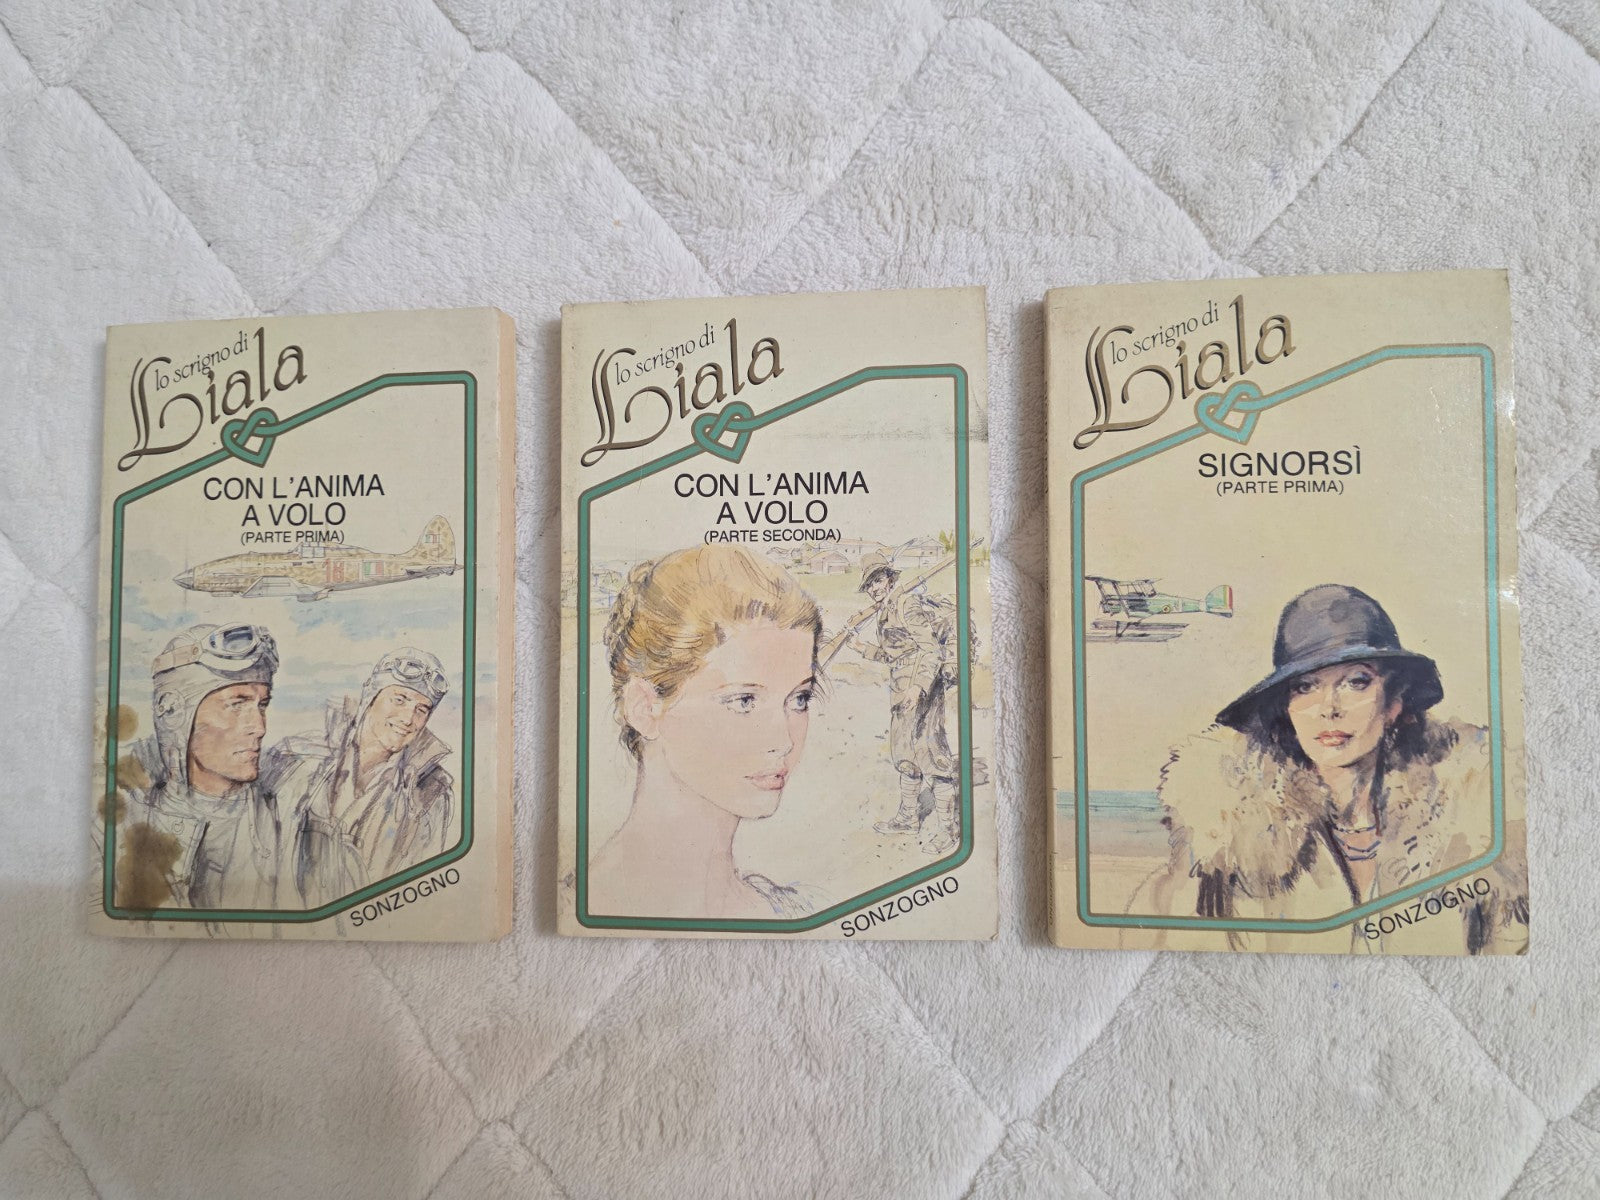 lo scrigno di
Liala
CON L'ANIMA
A VOLO
(PARTE PRIMA)
SONZOGNO
lo scrigno di
Liala
CON L'ANIMA
A VOLO
(PARTE SECONDA)
SONZOGNO
lo scrigno di
Liala
SIGNORSÌ
(PARTE PRIMA)
SONZOGNO